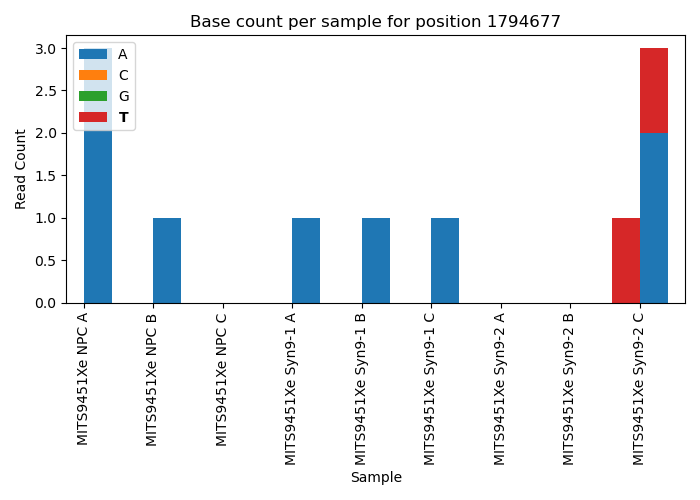 Base count per sample for position 1794677
3.0
2.5
2.0
1.5
1.0
0.5
0.0
Read Count
A
C
G
T
MITS9451Xe NPC A
MITS9451Xe NPC B
MITS9451Xe NPC C
MITS9451Xe Syn9-1 A
MITS9451Xe Syn9-1 B
MITS9451Xe Syn9-1 C
MITS9451Xe Syn9-2 A
MITS9451Xe Syn9-2 B
MITS9451Xe Syn9-2 C
Sample